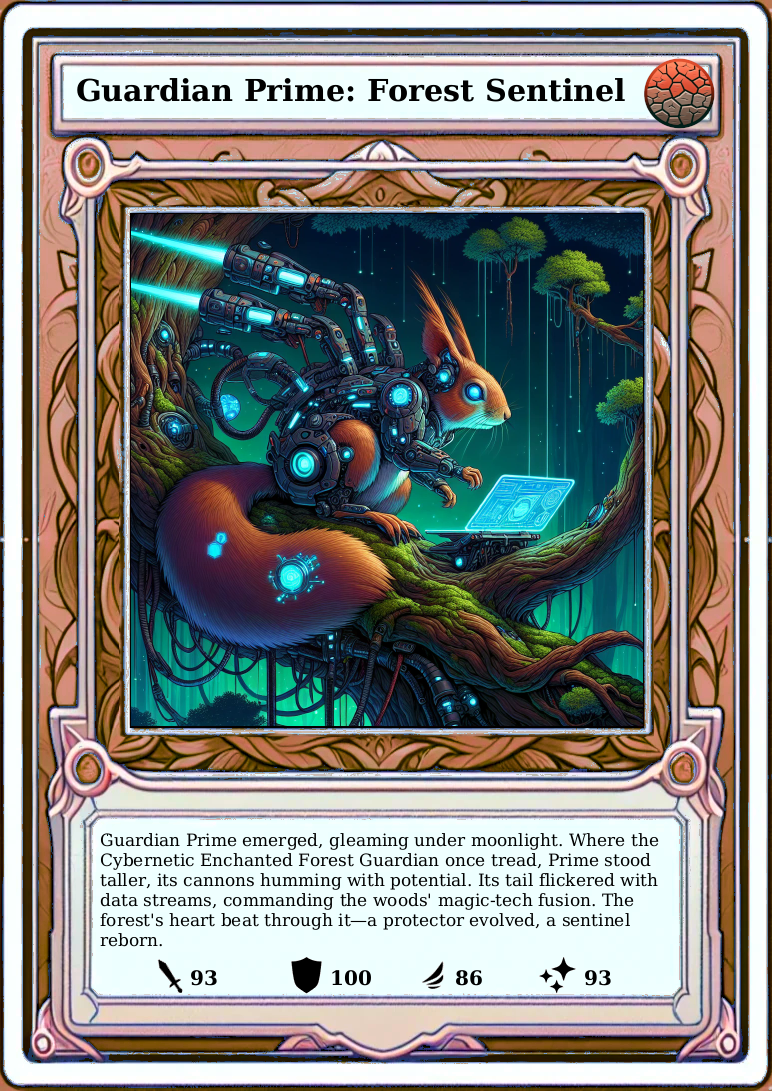 Guardian Prime: Forest Sentinel
Guardian Prime emerged, gleaming under moonlight. Where the
Cybernetic Enchanted Forest Guardian once tread, Prime stood
taller, its cannons humming with potential. Its tail flickered with
data streams, commanding the woods' magic-tech fusion. The
forest's heart beat through it—a protector evolved, a sentinel
reborn.
93 100 86 93